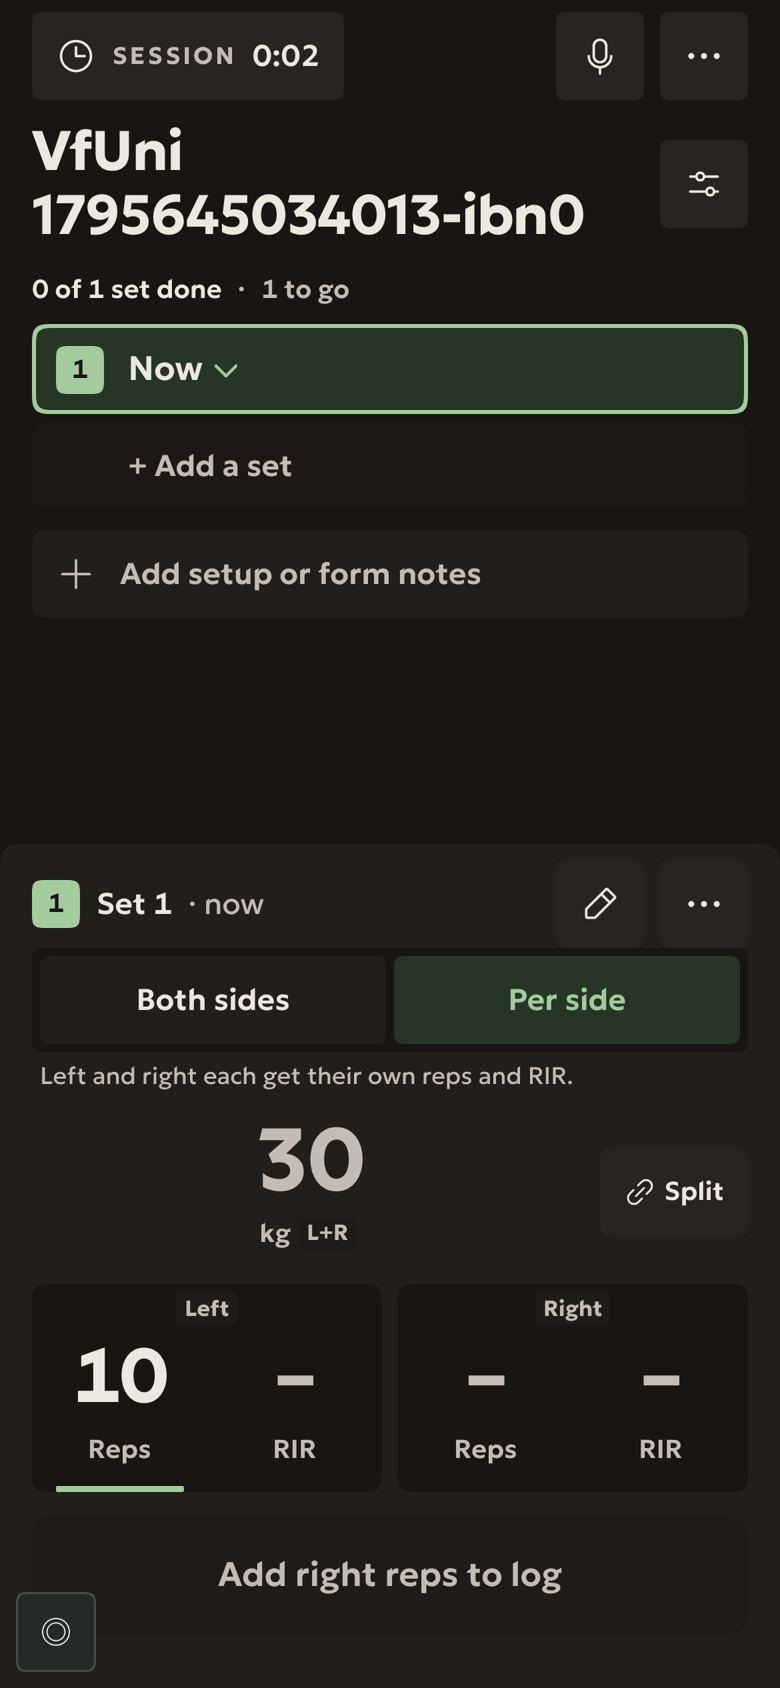 SESSION 0:02
VfUni
1795645034013-ibn0
0 of 1 set done · 1 to go
1 Now
+ Add a set
Add setup or form notes
1 Set 1 · now
Both sides Per side
Left and right each get their own reps and RIR.
30
kg L+R
Split
Left Right
10 – – –
Reps RIR Reps RIR
Add right reps to log